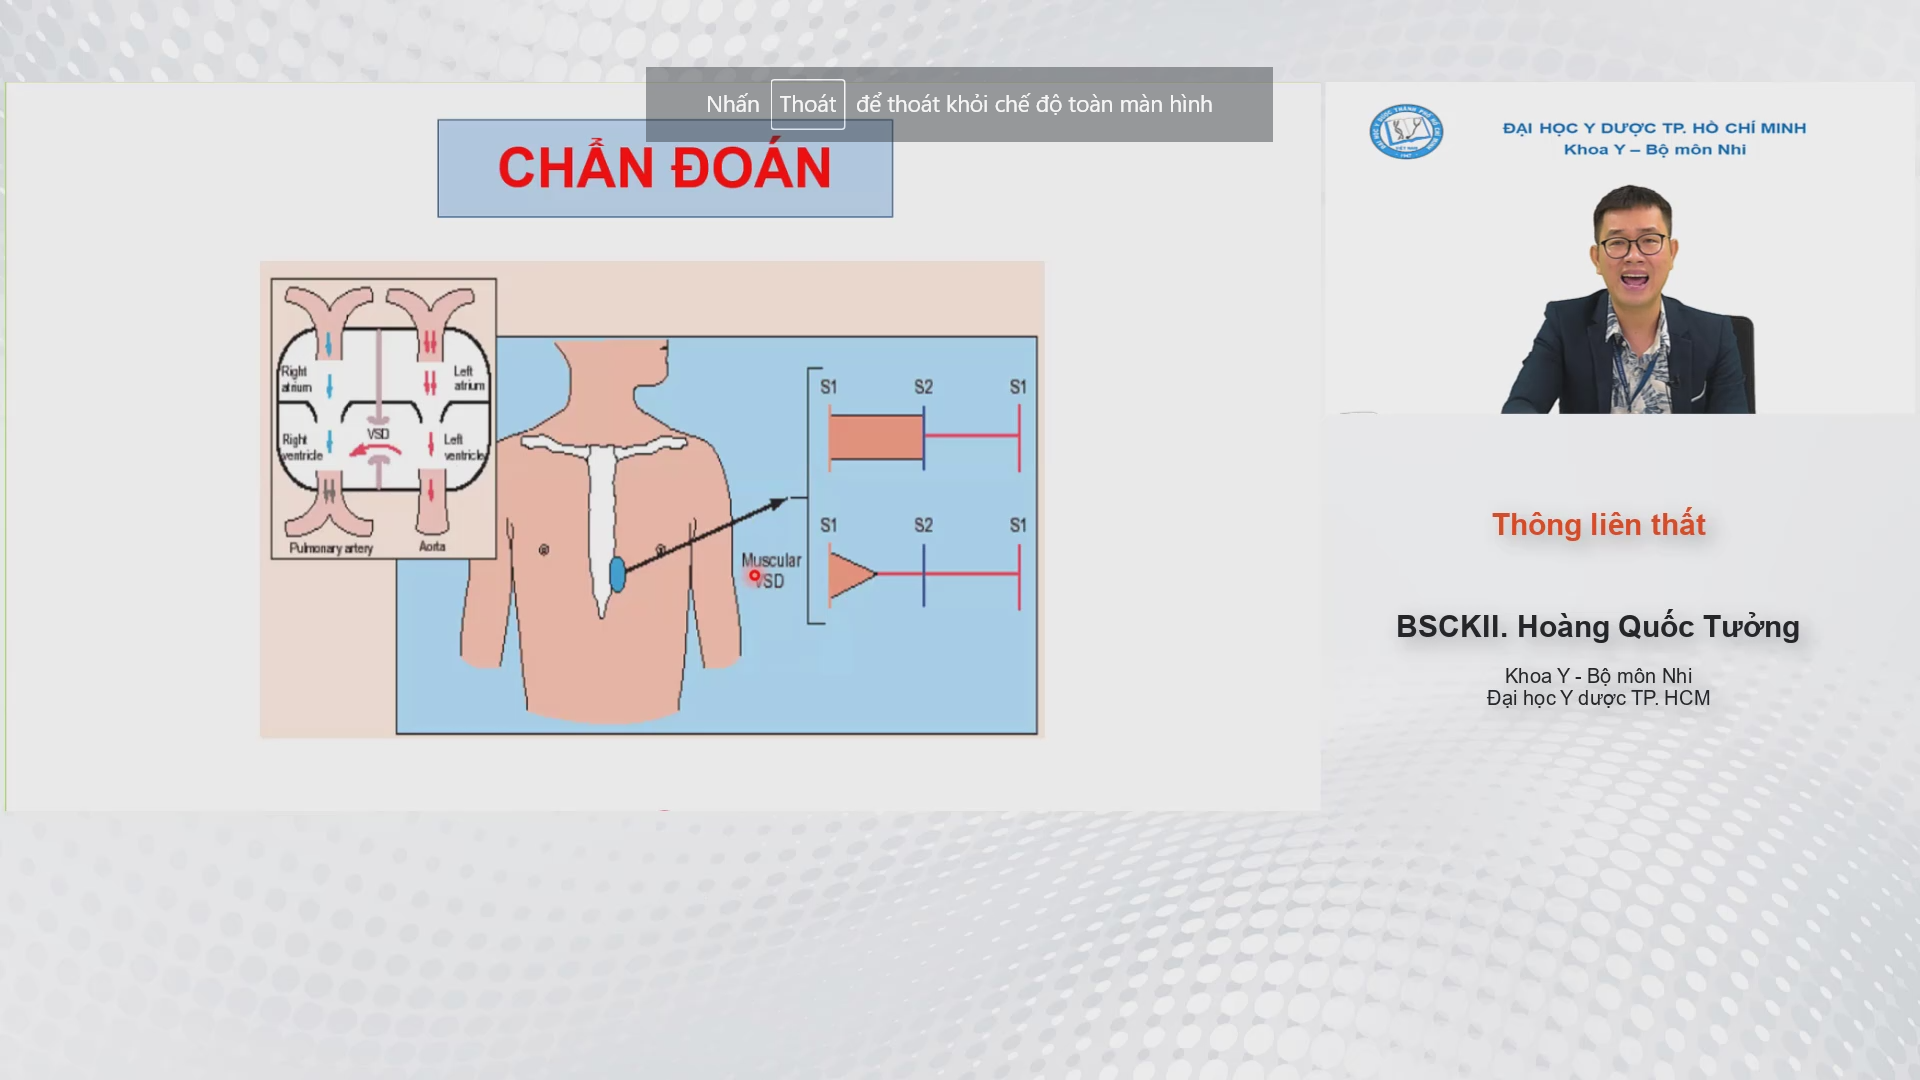 Nhấn Thoát để thoát khỏi chế độ toàn màn hình
CHẨN ĐOÁN
Right
atrium
Left
atrium
VSD
Right
ventricle
Left
ventricle
Pulmonary artery
Aorta
S1 S2 S1
S1 S2 S1
Muscular
VSD
ĐẠI HỌC Y DƯỢC TP. HỒ CHÍ MINH
Khoa Y – Bộ môn Nhi
Thông liên thất
BSCKII. Hoàng Quốc Tưởng
Khoa Y - Bộ môn Nhi
Đại học Y dược TP. HCM